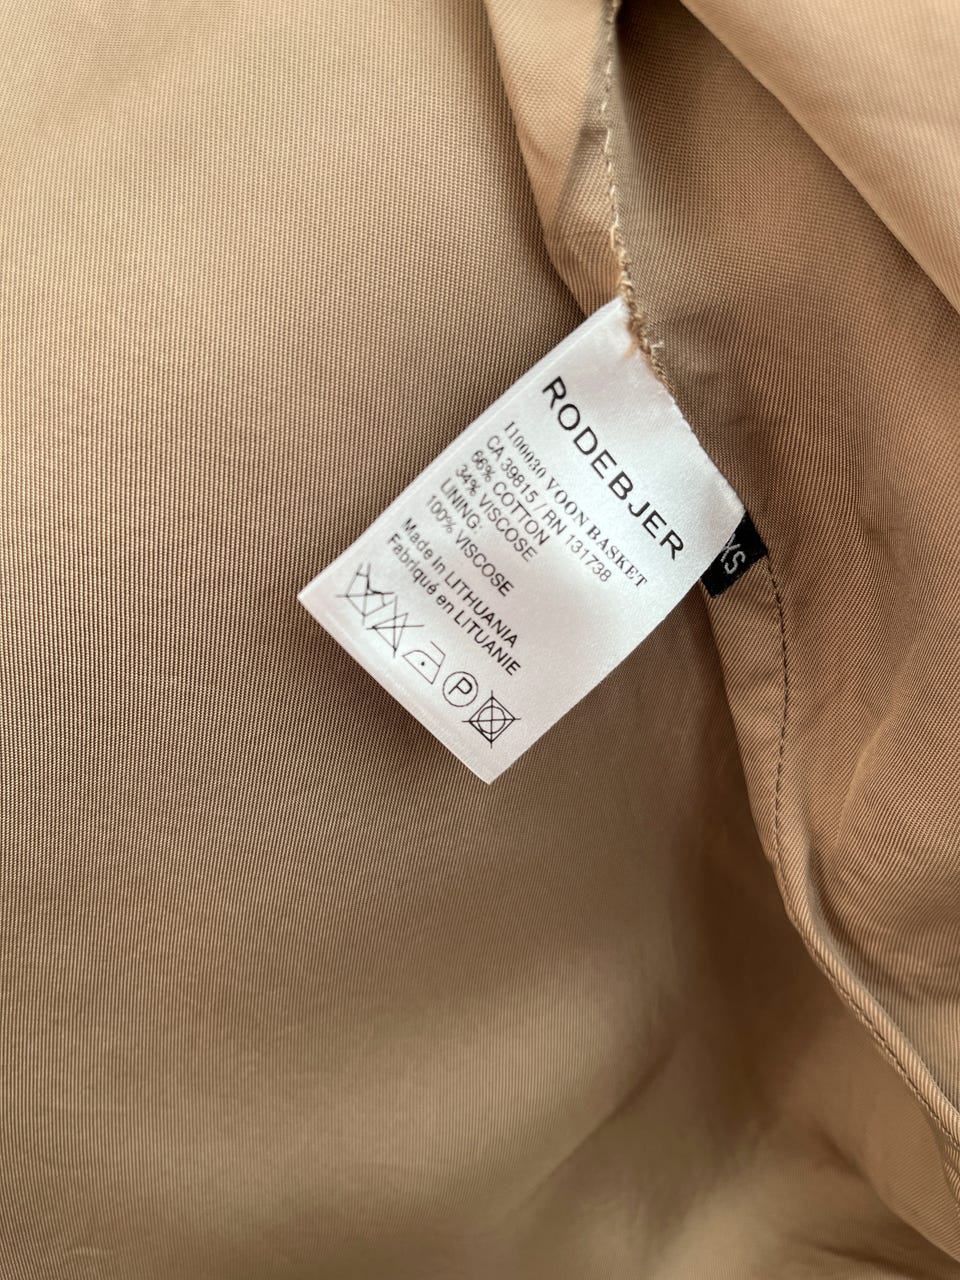 RODEBJER
1100030 VOON BASKET
CA 39815 / RN 131738
66% COTTON
34% VISCOSE
LINING:
100% VISCOSE
Made in LITHUANIA
Fabriqué en LITUANIE
P
XS